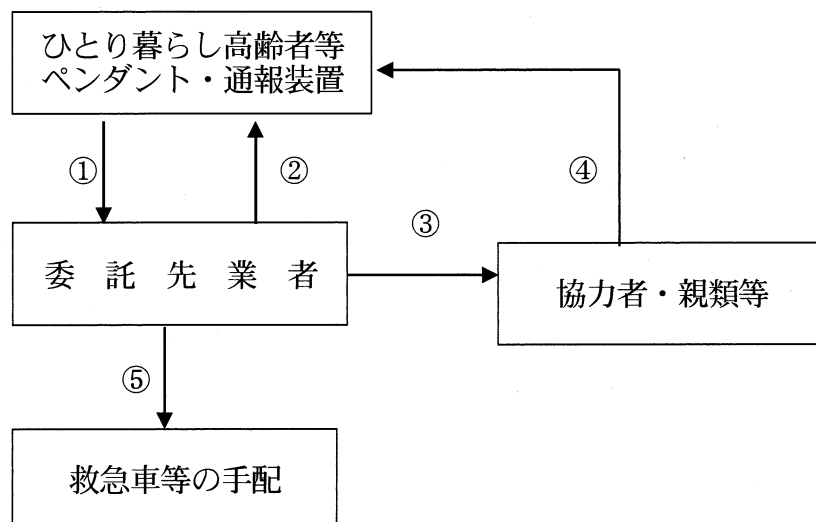 ひとり暮らし高齢者等
ペンダント・通報装置
①
②
④
③
委託先業者
協力者・親類等
⑤
救急車等の手配